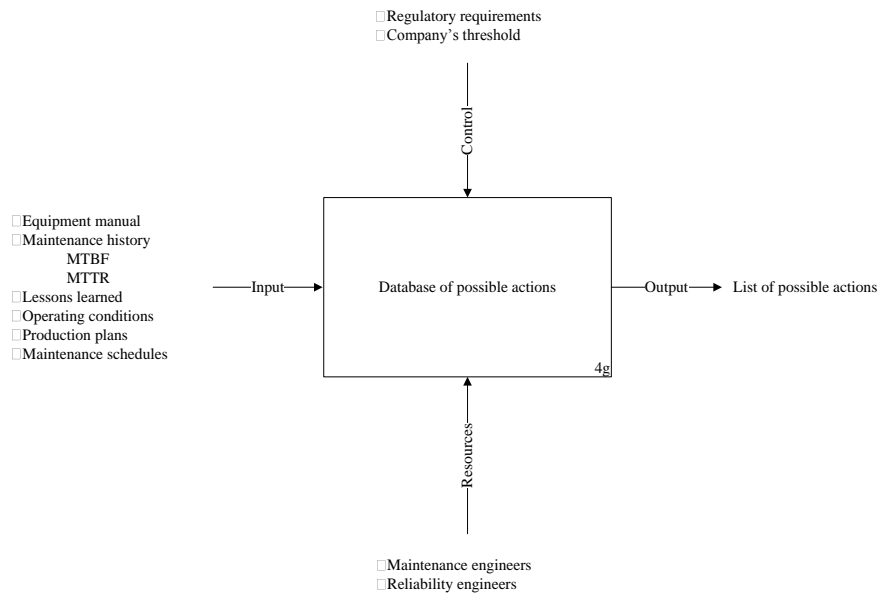 Regulatory requirements
Company's threshold
Control
Equipment manual
Maintenance history
MTBF
MTTR
Lessons learned
Operating conditions
Production plans
Maintenance schedules
Input
Database of possible actions
4g
Output
List of possible actions
Resources
Maintenance engineers
Reliability engineers